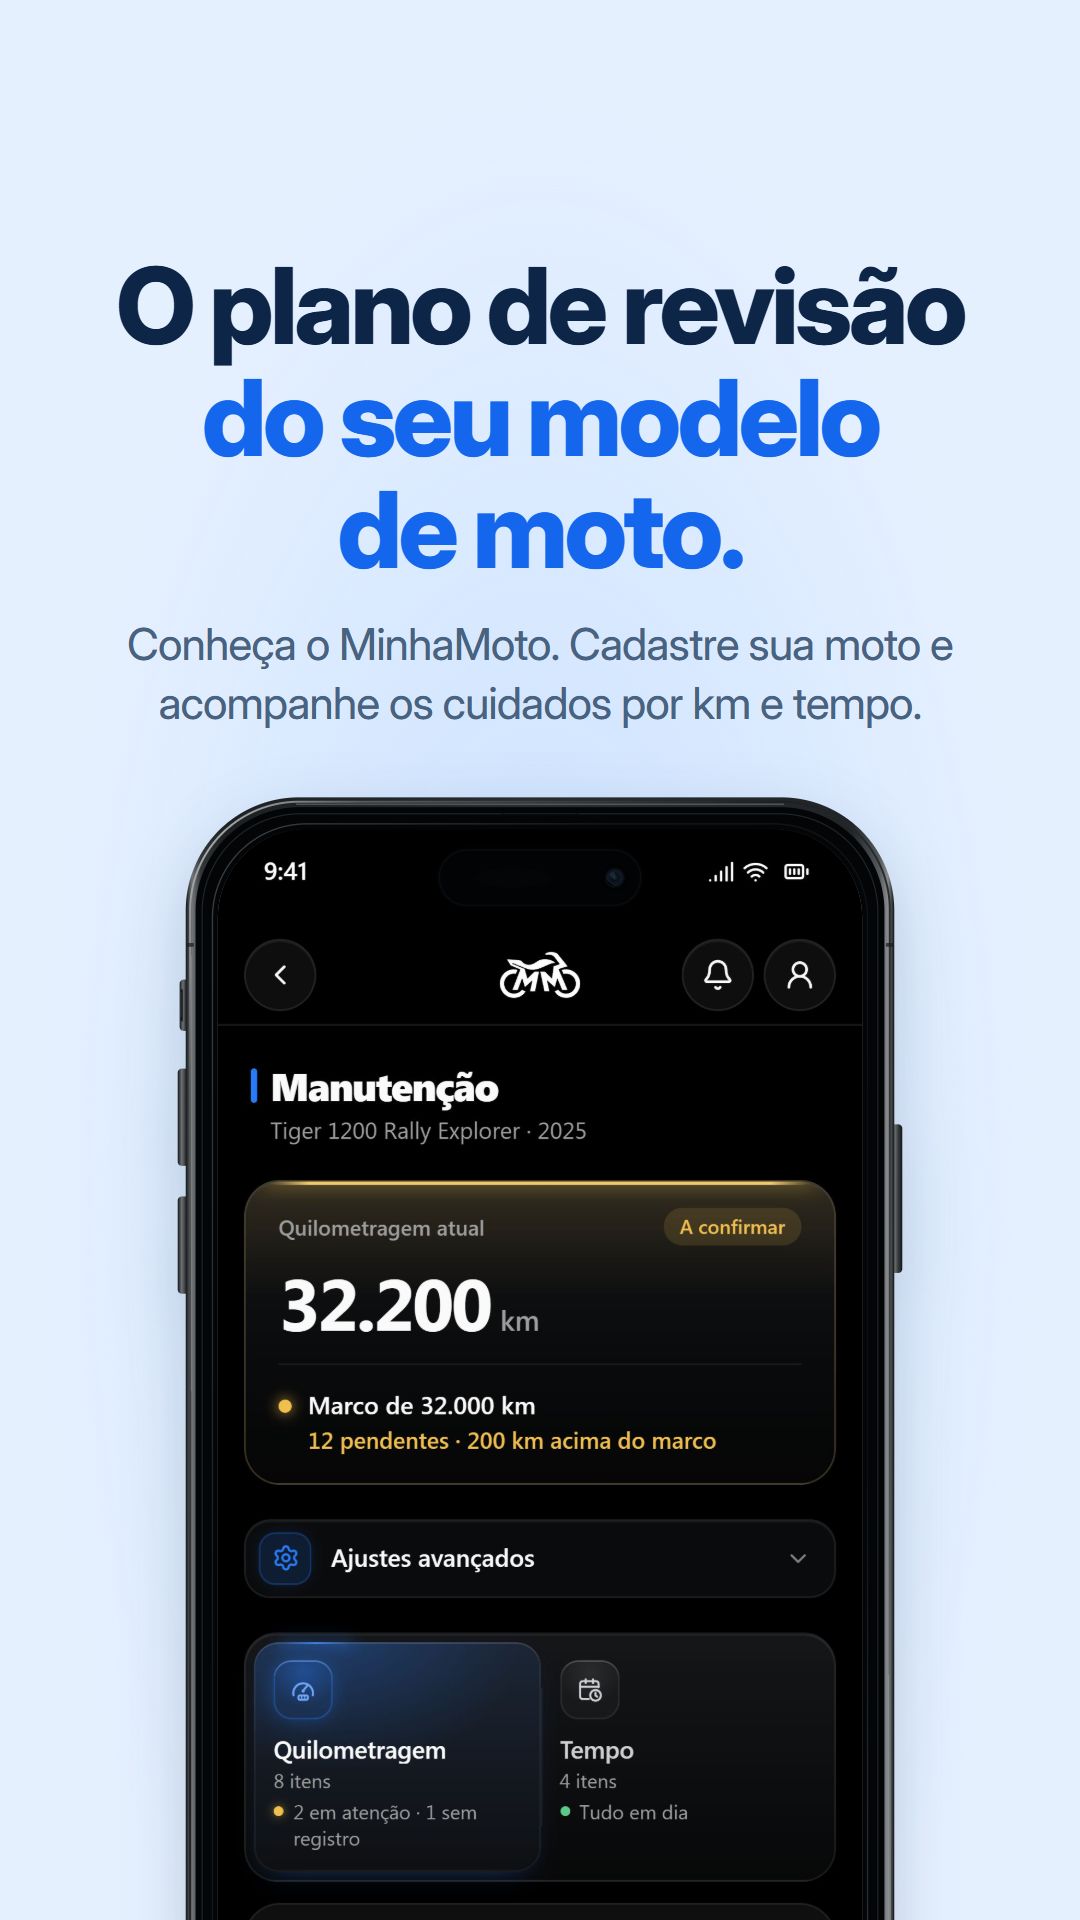 O plano de revisão
do seu modelo
de moto.
Conheça o MinhaMoto. Cadastre sua moto e
acompanhe os cuidados por km e tempo.
9:41
MM
Manutenção
Tiger 1200 Rally Explorer · 2025
Quilometragem atual
A confirmar
32.200 km
Marco de 32.000 km
12 pendentes · 200 km acima do marco
Ajustes avançados
Quilometragem
8 itens
2 em atenção · 1 sem
registro
Tempo
4 itens
Tudo em dia